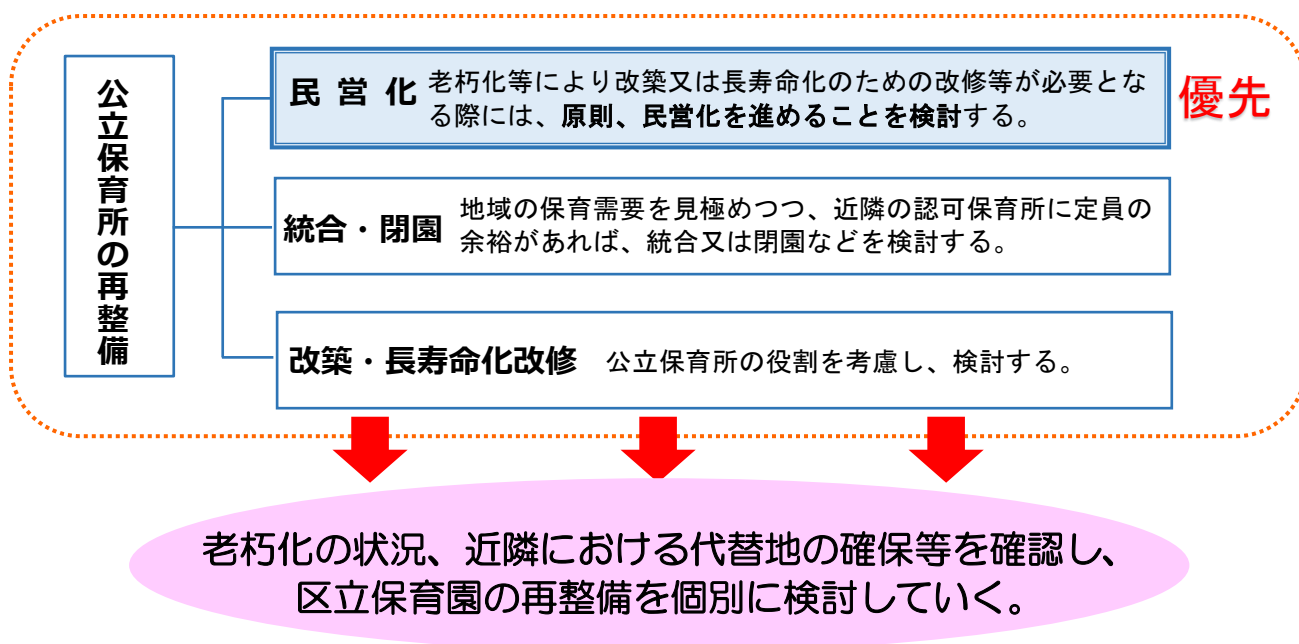 公立保育所の再整備
民営化
老朽化等により改築又は長寿命化のための改修等が必要とな
る際には、原則、民営化を進めることを検討する。
優先
統合・閉園
地域の保育需要を見極めつつ、近隣の認可保育所に定員の
余裕があれば、統合又は閉園などを検討する。
改築・長寿命化改修
公立保育所の役割を考慮し、検討する。
老朽化の状況、近隣における代替地の確保等を確認し、
区立保育園の再整備を個別に検討していく。